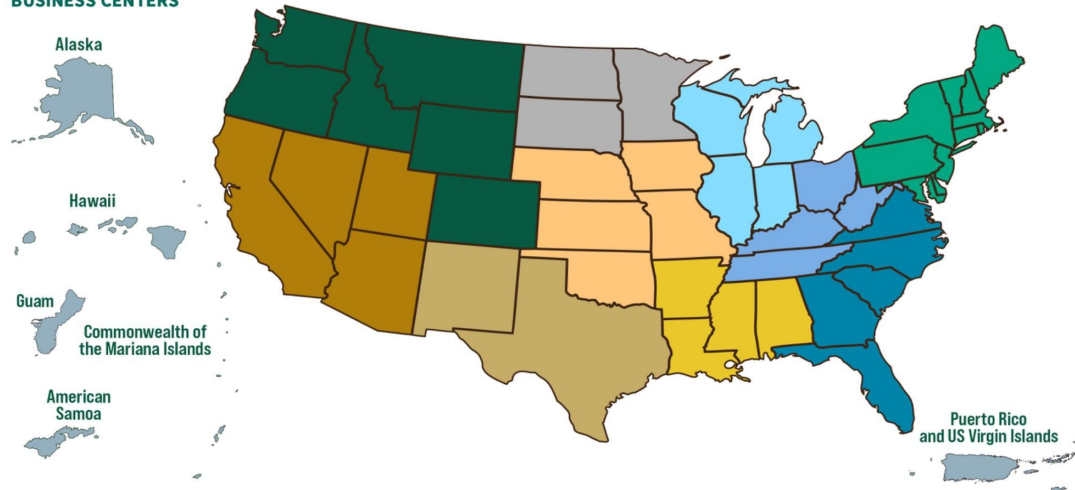 BUSINESS CENTERS
Alaska
Hawaii
Guam
Commonwealth of
the Mariana Islands
American
Samoa
Puerto Rico
and US Virgin Islands